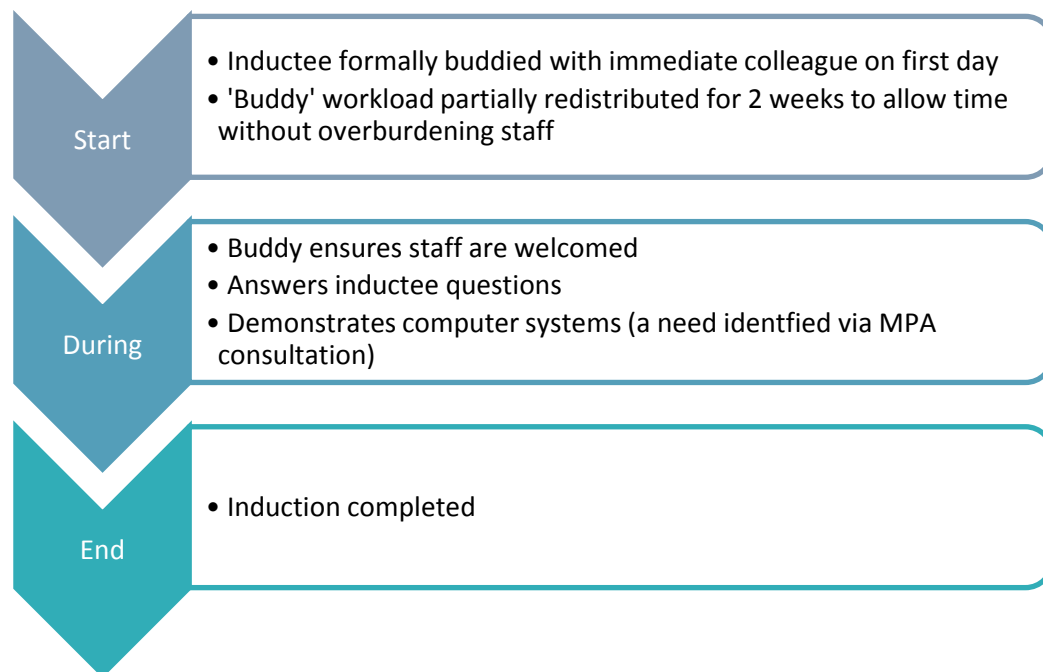 Start
• Inductee formally buddied with immediate colleague on first day
• 'Buddy' workload partially redistributed for 2 weeks to allow time
without overburdening staff
During
• Buddy ensures staff are welcomed
• Answers inductee questions
• Demonstrates computer systems (a need identfied via MPA
consultation)
End
• Induction completed